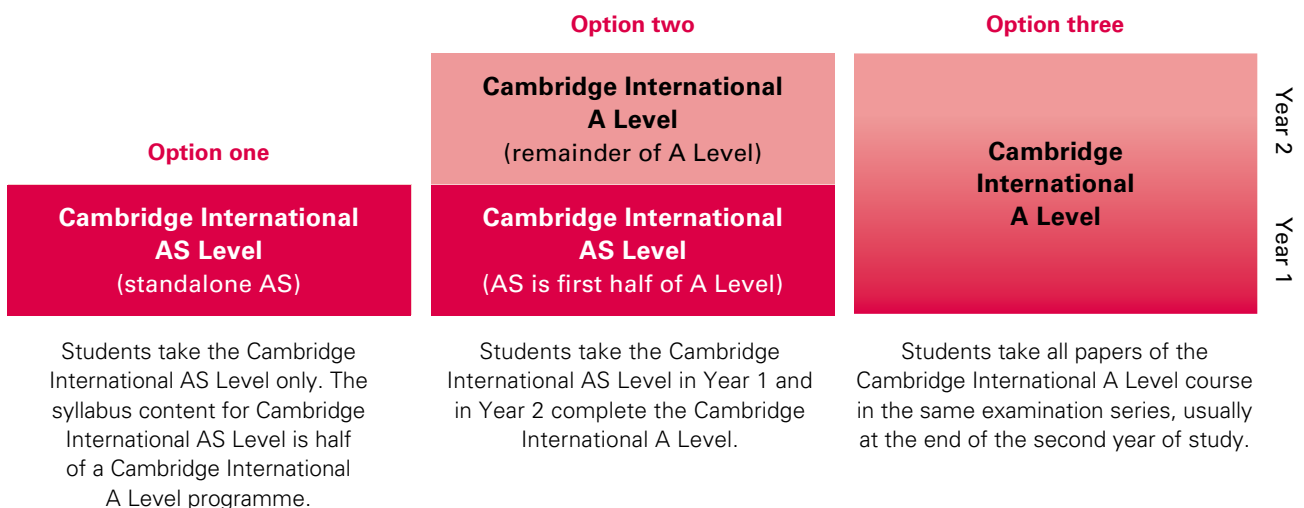 Option one
Cambridge International
AS Level
(standalone AS)
Students take the Cambridge
International AS Level only. The
syllabus content for Cambridge
International AS Level is half
of a Cambridge International
A Level programme.
Option two
Cambridge International
A Level
(remainder of A Level)
Cambridge International
AS Level
(AS is first half of A Level)
Students take the Cambridge
International AS Level in Year 1 and
in Year 2 complete the Cambridge
International A Level.
Option three
Cambridge
International
A Level
Students take all papers of the
Cambridge International A Level course
in the same examination series, usually
at the end of the second year of study.
Year 2
Year 1